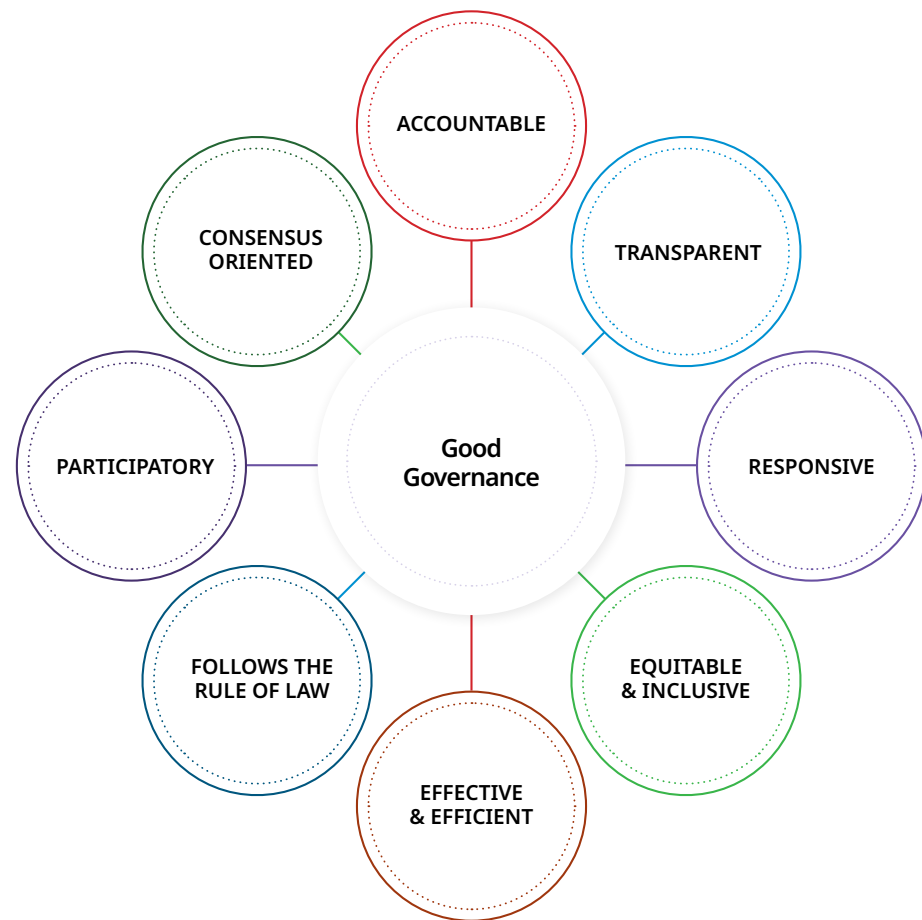 ACCOUNTABLE
TRANSPARENT
RESPONSIVE
EQUITABLE
& INCLUSIVE
EFFECTIVE
& EFFICIENT
FOLLOWS THE
RULE OF LAW
PARTICIPATORY
CONSENSUS
ORIENTED
Good
Governance